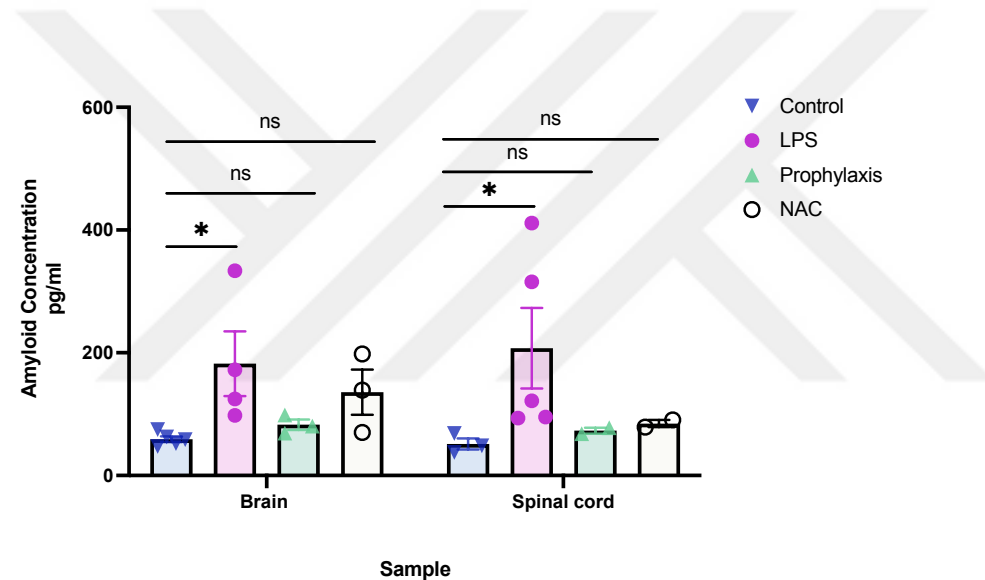 600
400
200
0
Amyloid Concentration
pg/ml
ns
ns
*
ns
ns
*
Control
LPS
Prophylaxis
NAC
Brain
Spinal cord
Sample